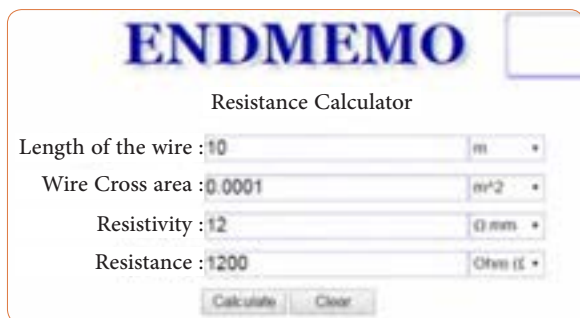 ENDMEMO
Resistance Calculator
Length of the wire : 10 m
Wire Cross area : 0.0001 m^2
Resistivity : 12 Ω mm
Resistance : 1200 Ohm (Ω
Calculate Clear